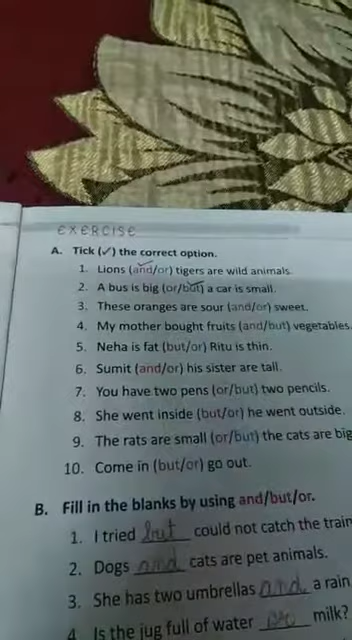 EXERCISE
A. Tick (✓) the correct option.
1. Lions (and/or) tigers are wild animals.
2. A bus is big (or/but) a car is small.
3. These oranges are sour (and/or) sweet.
4. My mother bought fruits (and/but) vegetables.
5. Neha is fat (but/or) Ritu is thin.
6. Sumit (and/or) his sister are tall.
7. You have two pens (or/but) two pencils.
8. She went inside (but/or) he went outside.
9. The rats are small (or/but) the cats are big
10. Come in (but/or) go out.
B. Fill in the blanks by using and/but/or.
1. I tried but could not catch the train
2. Dogs and cats are pet animals.
3. She has two umbrellas and a rain
4. Is the jug full of water milk?